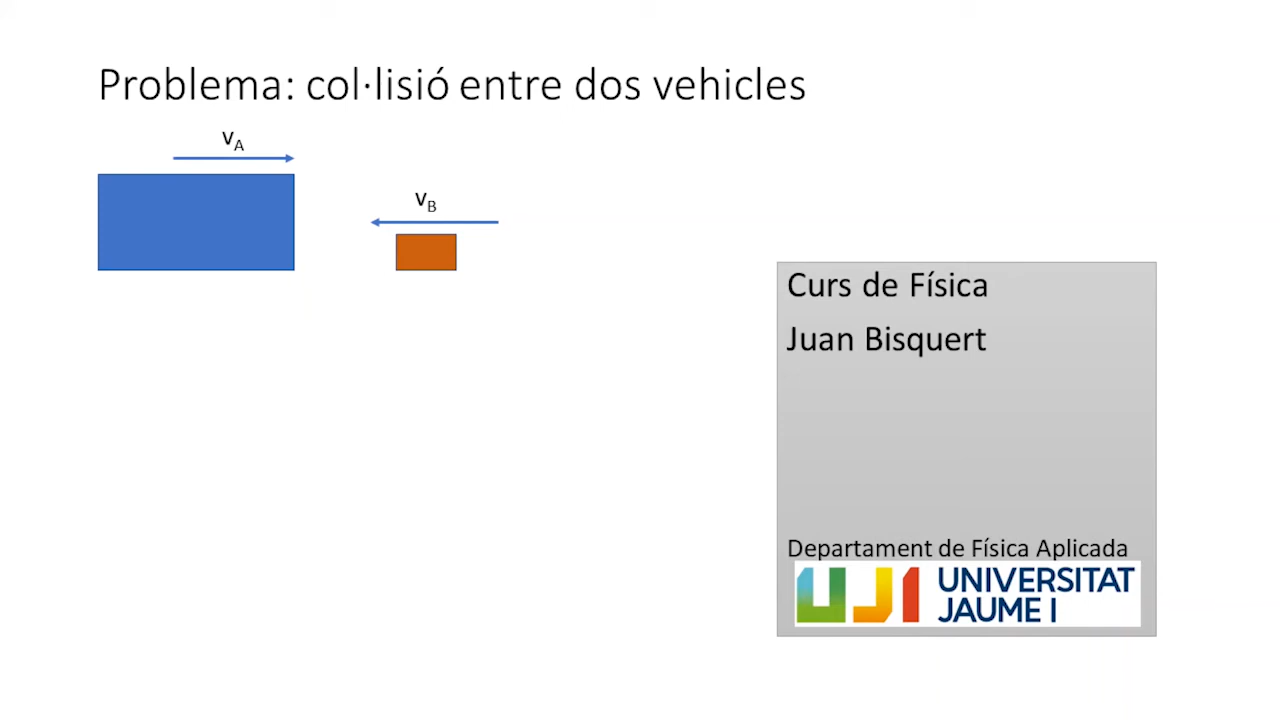 Problema: col·lisió entre dos vehicles
vA
vB
Curs de Física
Juan Bisquert
Departament de Física Aplicada
UJI UNIVERSITAT
JAUME I